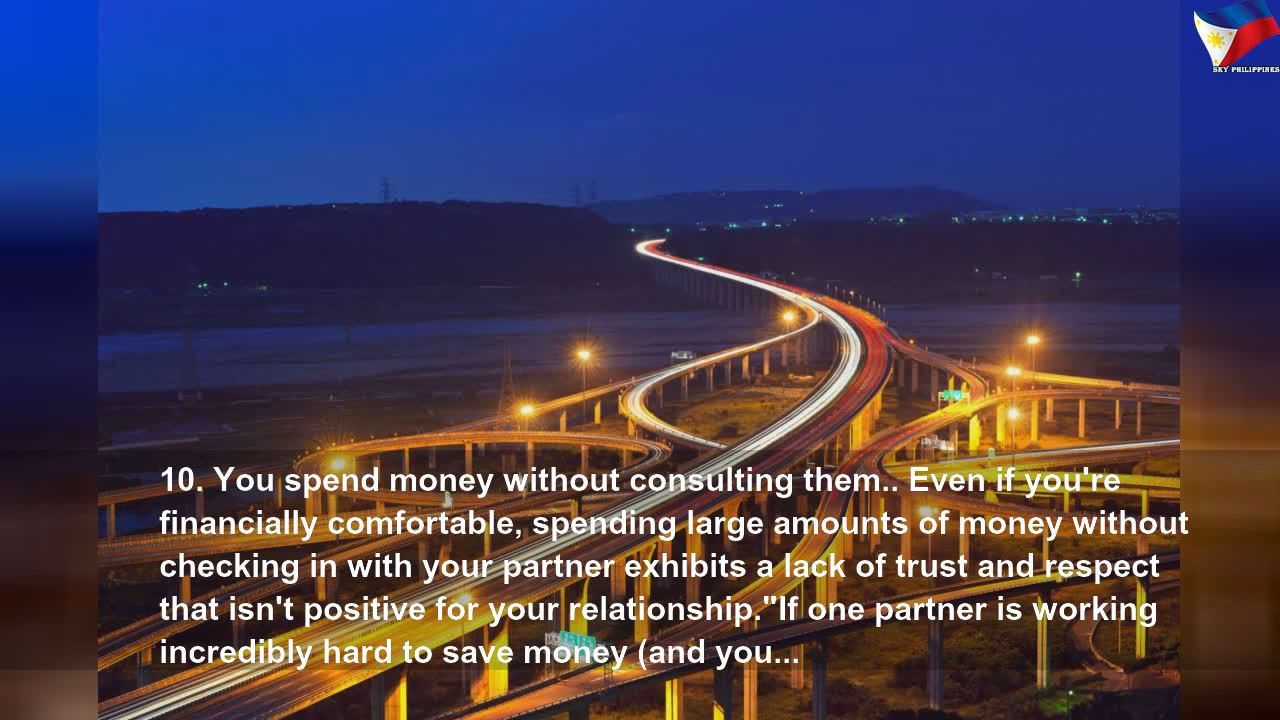 SKY PHILIPPINES
10. You spend money without consulting them.. Even if you're
financially comfortable, spending large amounts of money without
checking in with your partner exhibits a lack of trust and respect
that isn't positive for your relationship."If one partner is working
incredibly hard to save money (and you...